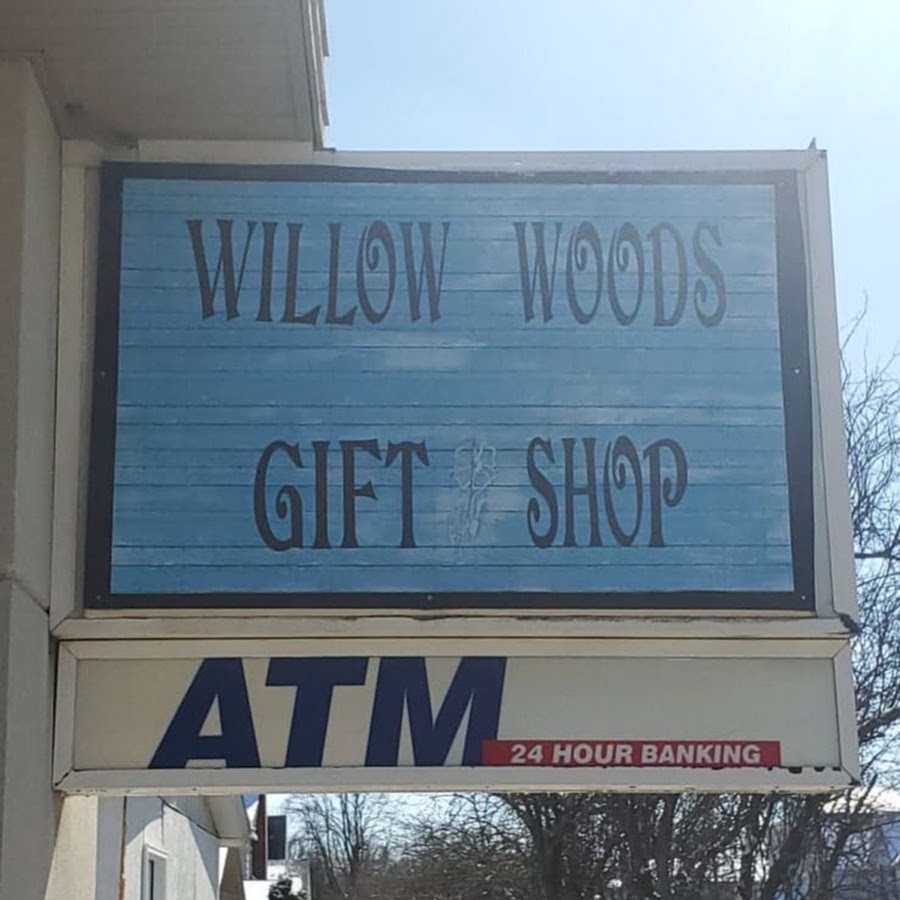 WILLOW WOODS
GIFT SHOP
ATM
24 HOUR BANKING